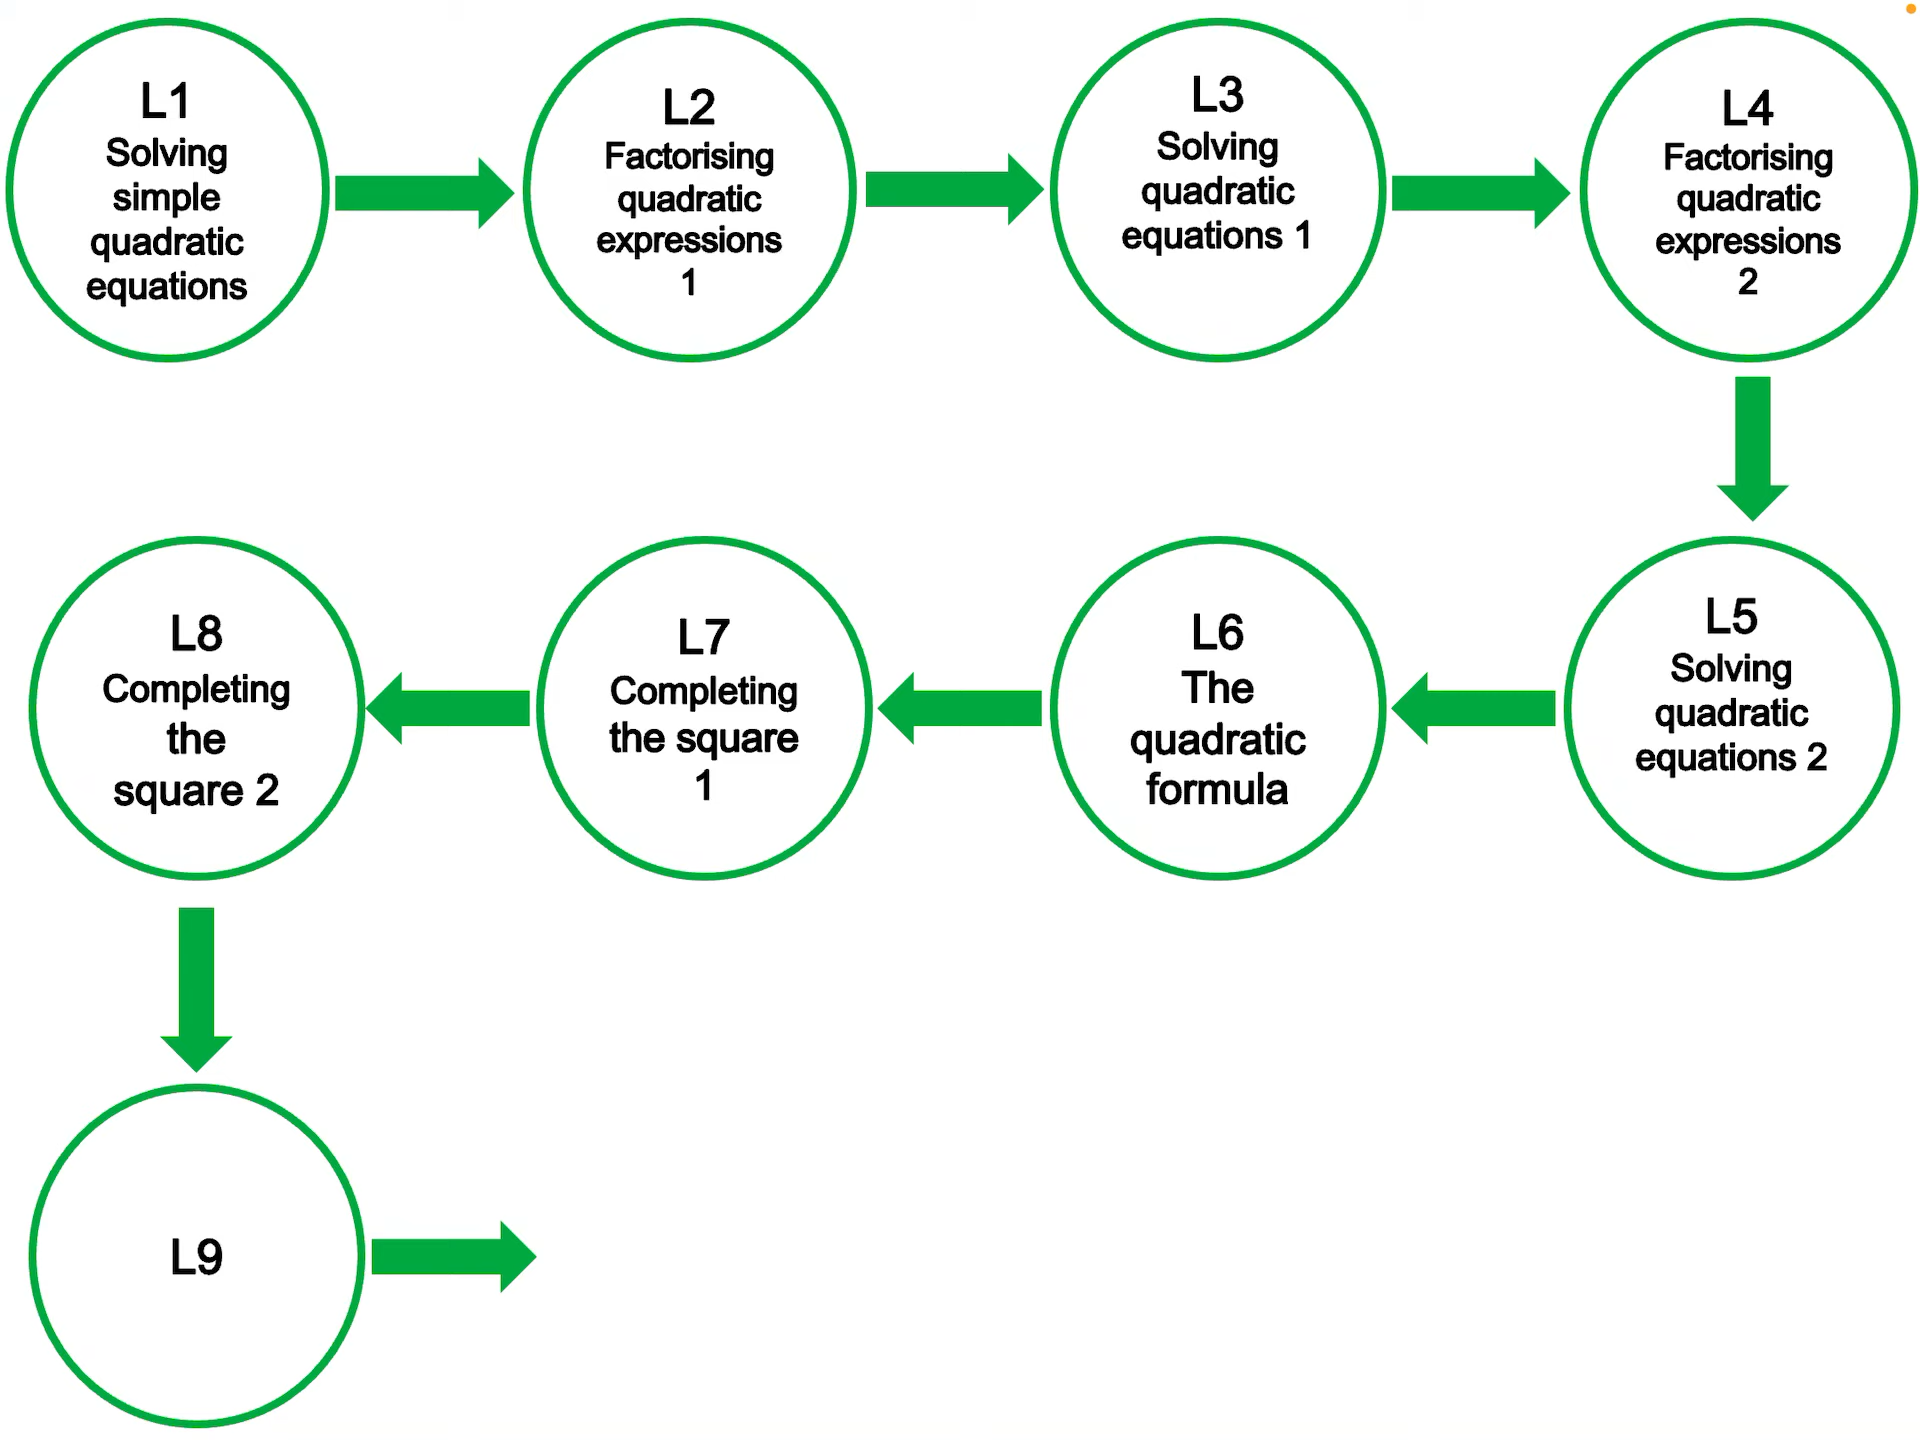 L1
Solving
simple
quadratic
equations
L2
Factorising
quadratic
expressions
1
L3
Solving
quadratic
equations 1
L4
Factorising
quadratic
expressions
2
L5
Solving
quadratic
equations 2
L6
The
quadratic
formula
L7
Completing
the square
1
L8
Completing
the
square 2
L9